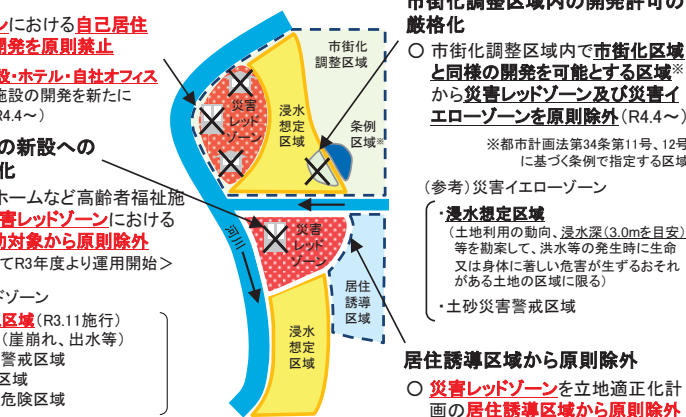 ンにおける自己居住
開発を原則禁止
設・ホテル・自社オフィス
施設の開発を新たに
R4.4～）
の新設への
化
ホームなど高齢者福祉施
害レッドゾーンにおける
助対象から原則除外
てR3年度より運用開始＞
ドゾーン
区域(R3.11施行)
(崖崩れ、出水等)
警戒区域
区域
危険区域
市街化
調整区域
災害
レッド
ゾーン
浸水
想定
区域
条例
区域※
河川
災害
レッド
ゾーン
居住
誘導
区域
浸水
想定
区域
市街化調整区域内の開発許可の
厳格化
○ 市街化調整区域内で市街化区域
と同様の開発を可能とする区域※
から災害レッドゾーン及び災害イ
エローゾーンを原則除外(R4.4～)
※都市計画法第34条第11号、12号
に基づく条例で指定する区域
(参考)災害イエローゾーン
・浸水想定区域
(土地利用の動向、浸水深(3.0mを目安)
等を勘案して、洪水等の発生時に生命
又は身体に著しい危害が生ずるおそれ
がある土地の区域に限る)
・土砂災害警戒区域
居住誘導区域から原則除外
○ 災害レッドゾーンを立地適正化計
画の居住誘導区域から原則除外